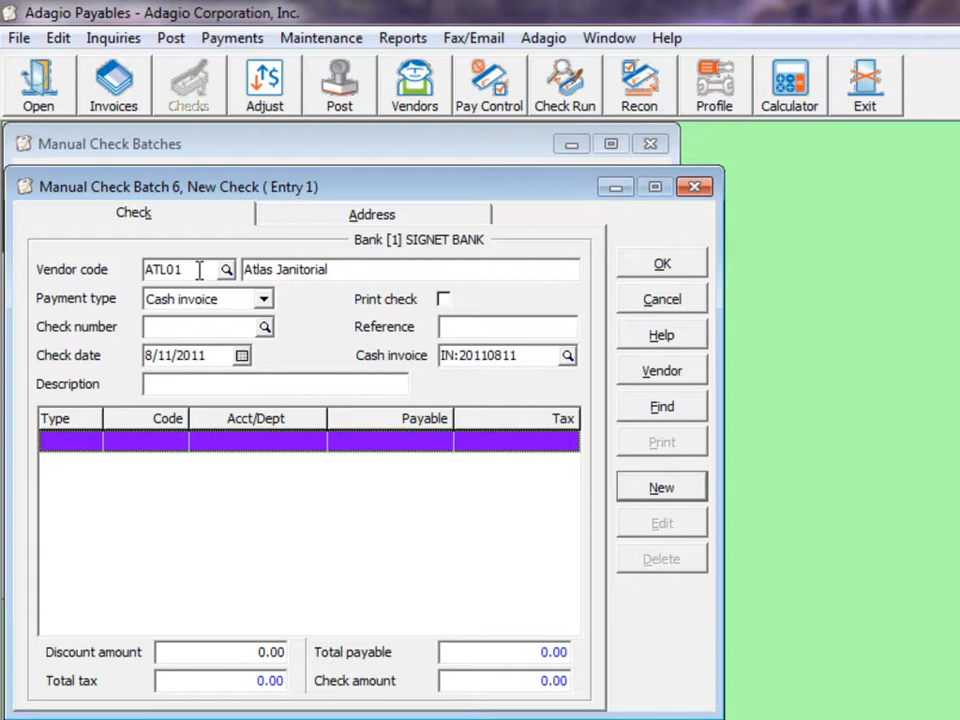 Adagio Payables - Adagio Corporation, Inc.
File Edit Inquiries Post Payments Maintenance Reports Fax/Email Adagio Window Help
Open Invoices Checks Adjust Post Vendors Pay Control Check Run Recon Profile Calculator Exit
Manual Check Batches
Manual Check Batch 6, New Check ( Entry 1)
Check Address
Bank [1] SIGNET BANK
Vendor code ATL01 Atlas Janitorial
Payment type Cash invoice Print check
Check number Reference
Check date 8/11/2011 Cash invoice IN:20110811
Description
Type Code Acct/Dept Payable Tax
Discount amount 0.00 Total payable 0.00
Total tax 0.00 Check amount 0.00
OK
Cancel
Help
Vendor
Find
Print
New
Edit
Delete